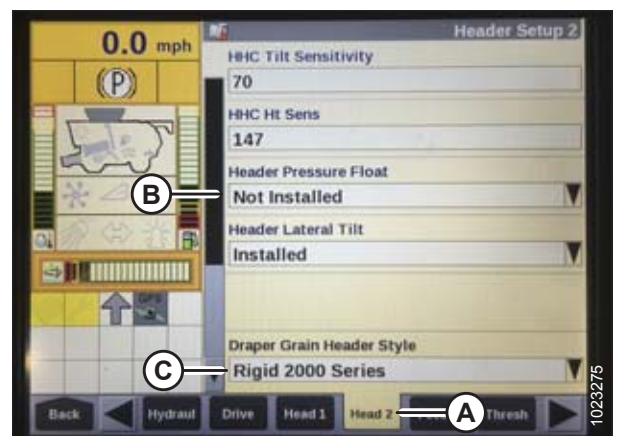 0.0 mph
Header Setup 2
(P)
HHC Tilt Sensitivity
70
HHC Ht Sens
147
Header Pressure Float
B
Not Installed
Header Lateral Tilt
Installed
GPS
Draper Grain Header Style
C
Rigid 2000 Series
Back
Hydraul
Drive
Head 1
Head 2
A
Thresh
1023275